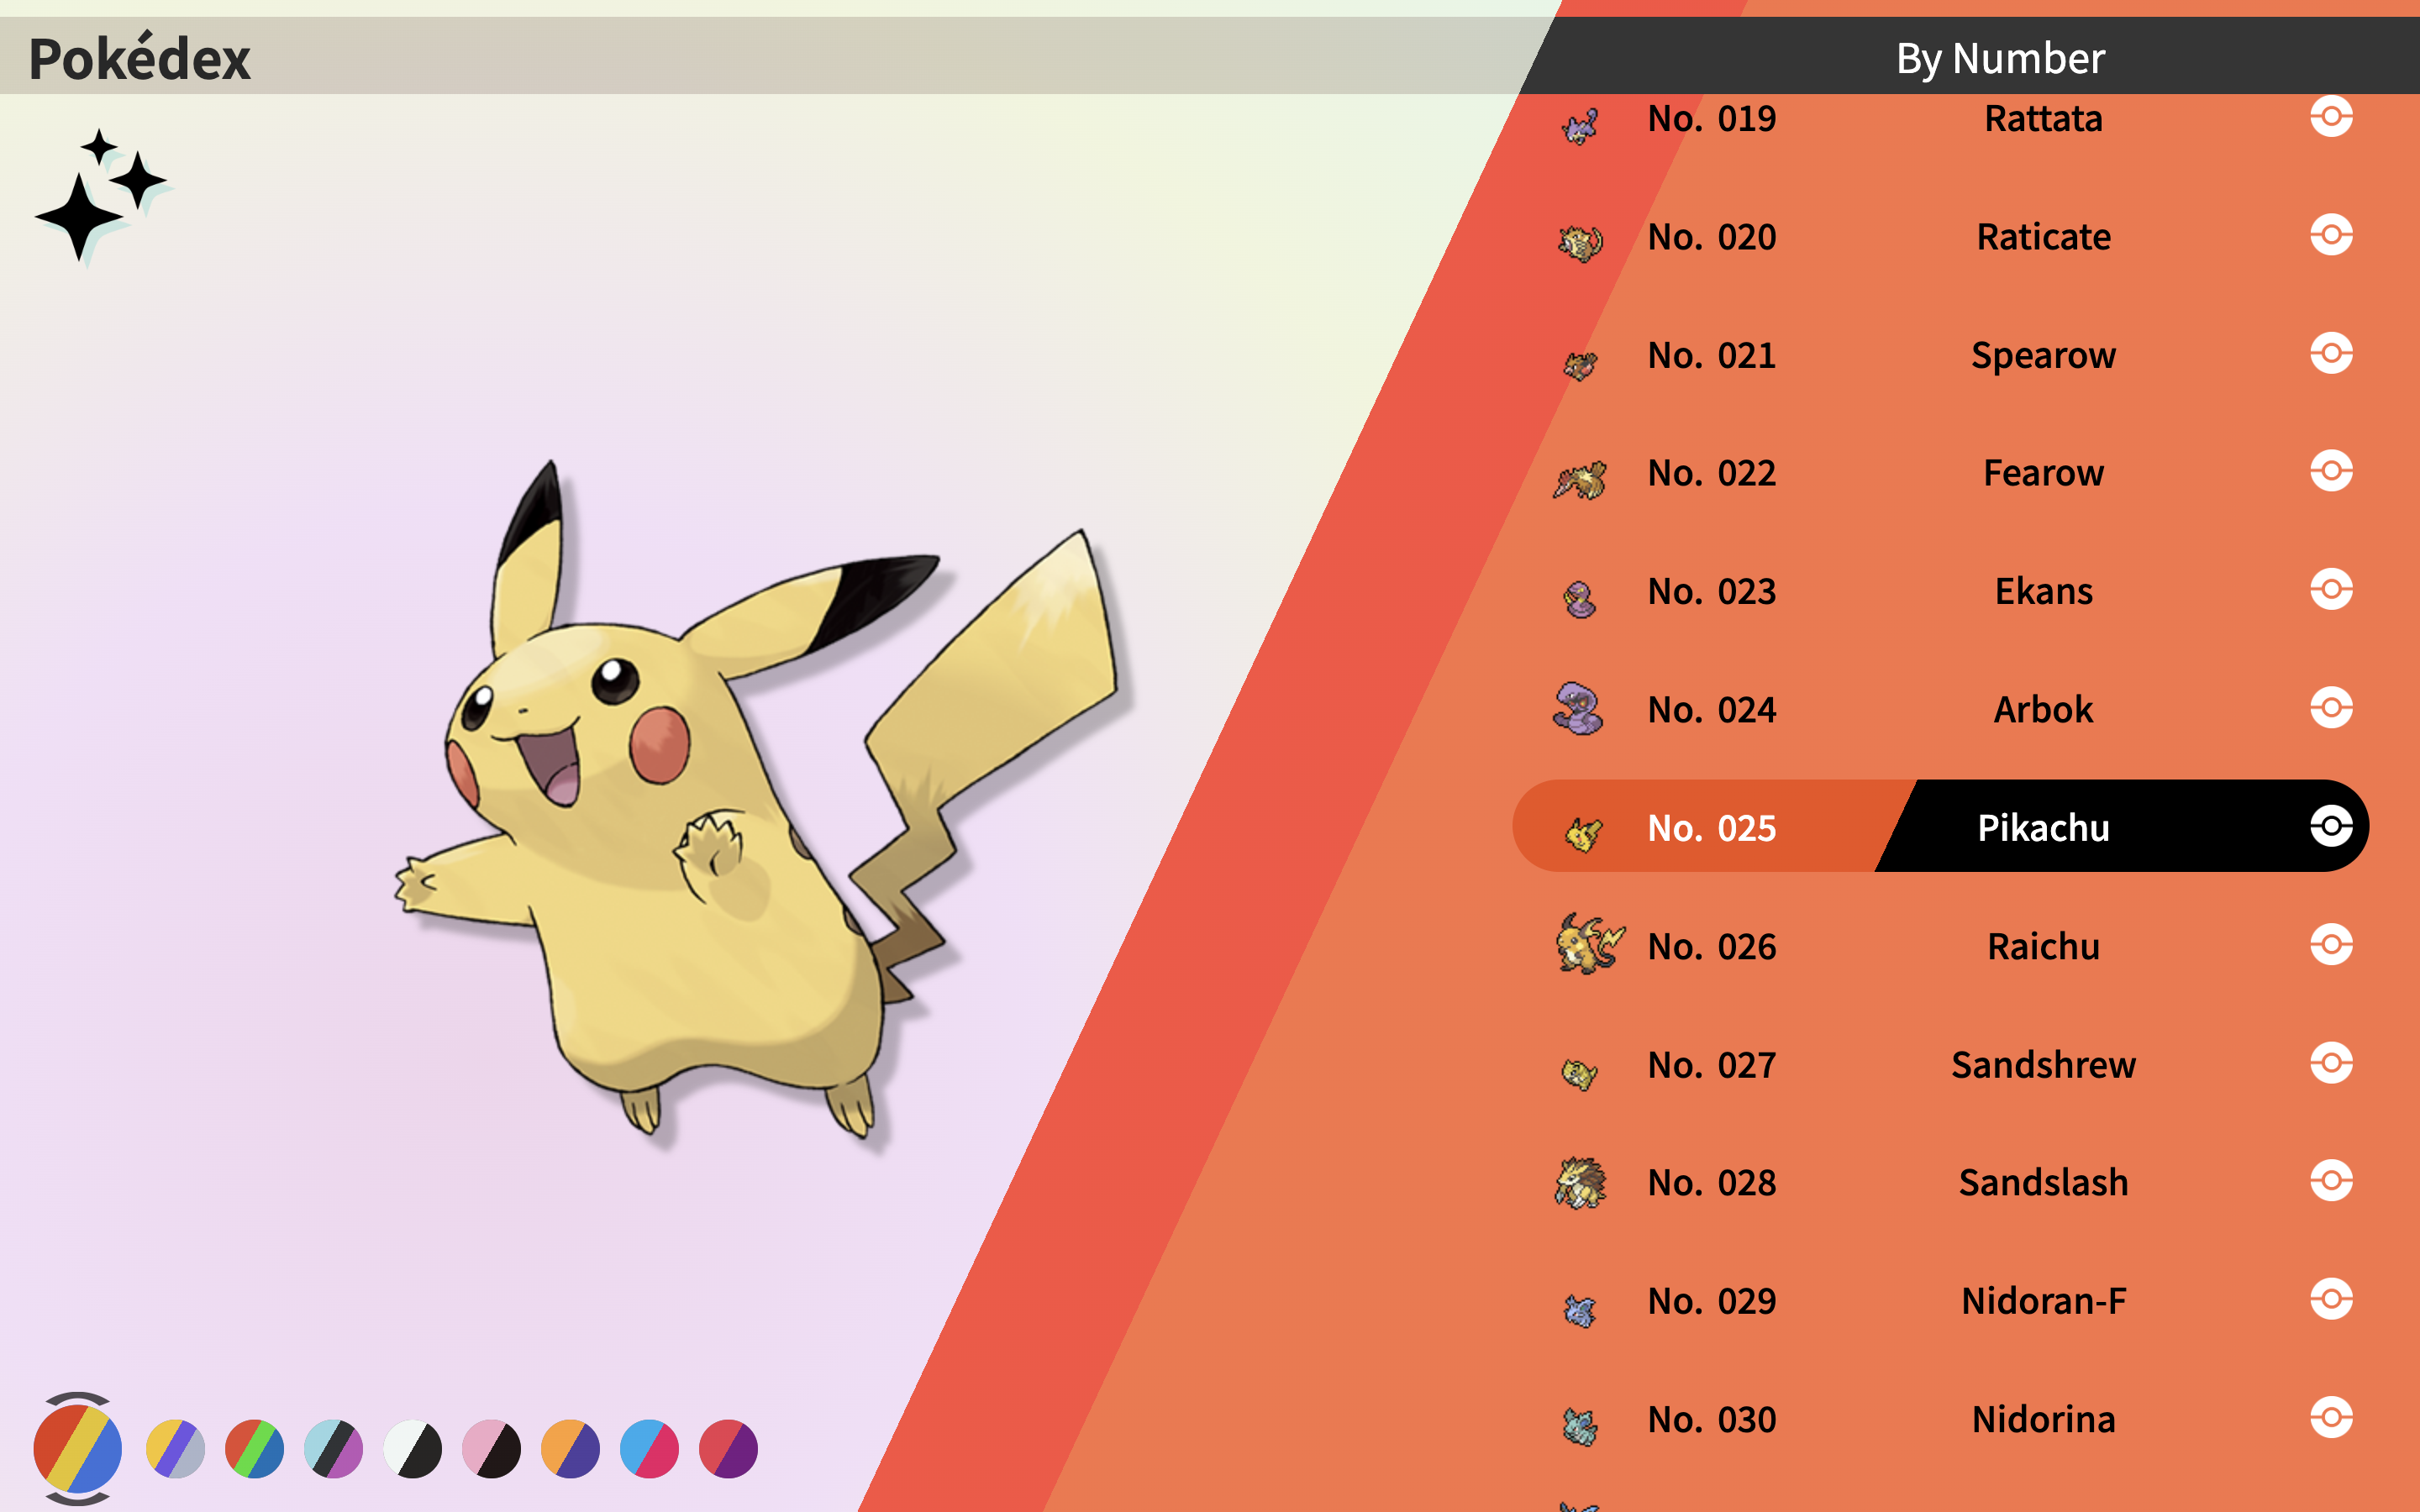 Pokédex
By Number
No. 019 Rattata
No. 020 Raticate
No. 021 Spearow
No. 022 Fearow
No. 023 Ekans
No. 024 Arbok
No. 025 Pikachu
No. 026 Raichu
No. 027 Sandshrew
No. 028 Sandslash
No. 029 Nidoran-F
No. 030 Nidorina